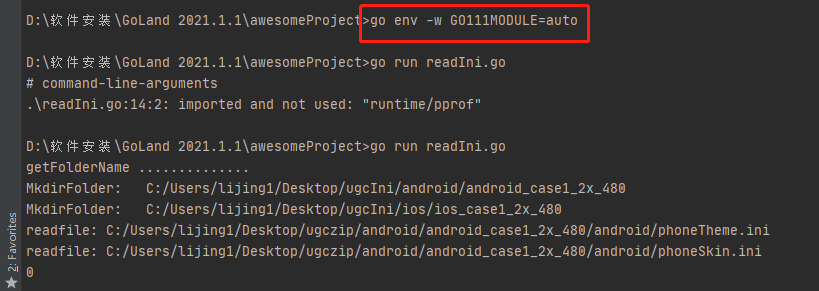 D:\软件安装\GoLand 2021.1.1\awesomeProject>go env -w GO111MODULE=auto
D:\软件安装\GoLand 2021.1.1\awesomeProject>go run readIni.go
# command-line-arguments
.\readIni.go:14:2: imported and not used: "runtime/pprof"
D:\软件安装\GoLand 2021.1.1\awesomeProject>go run readIni.go
getFolderName ..............
MkdirFolder:   C:/Users/lijing1/Desktop/ugcIni/android/android_case1_2x_480
MkdirFolder:   C:/Users/lijing1/Desktop/ugcIni/ios/ios_case1_2x_480
readfile: C:/Users/lijing1/Desktop/ugczip/android/android_case1_2x_480/android/phoneTheme.ini
readfile: C:/Users/lijing1/Desktop/ugczip/android/android_case1_2x_480/android/phoneSkin.ini
0
2: Favorites